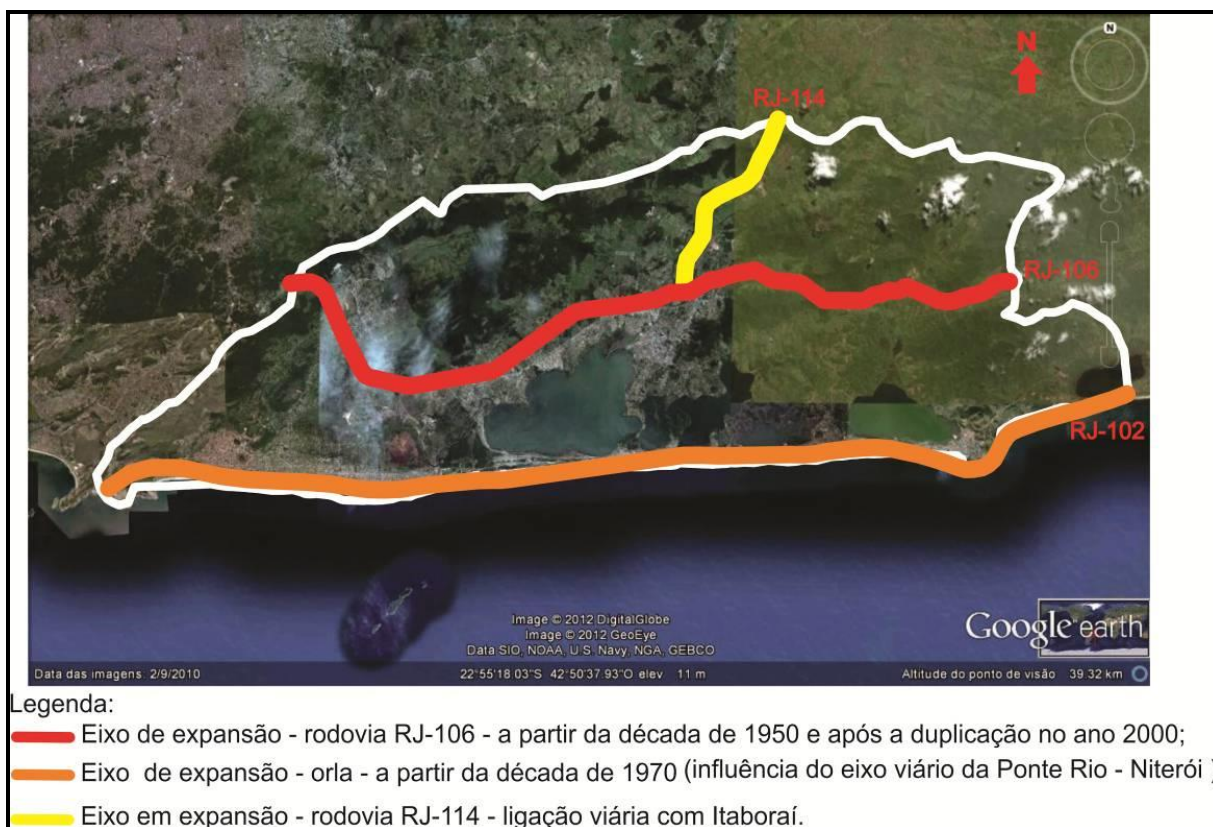 N
N
RJ-114
RJ-106
RJ-102
Image © 2012 DigitalGlobe
Image © 2012 GeoEye
Data SIO, NOAA, U.S. Navy, NGA, GEBCO
Google earth
Data das imagens 2/9/2010 22°55'18.03"S 42°50'37.93"O elev 11 m Altitude do ponto de visão 39.32 km
Legenda:
Eixo de expansão - rodovia RJ-106 - a partir da década de 1950 e após a duplicação no ano 2000;
Eixo de expansão - orla - a partir da década de 1970 (influência do eixo viário da Ponte Rio - Niterói )
Eixo em expansão - rodovia RJ-114 - ligação viária com Itaboraí.